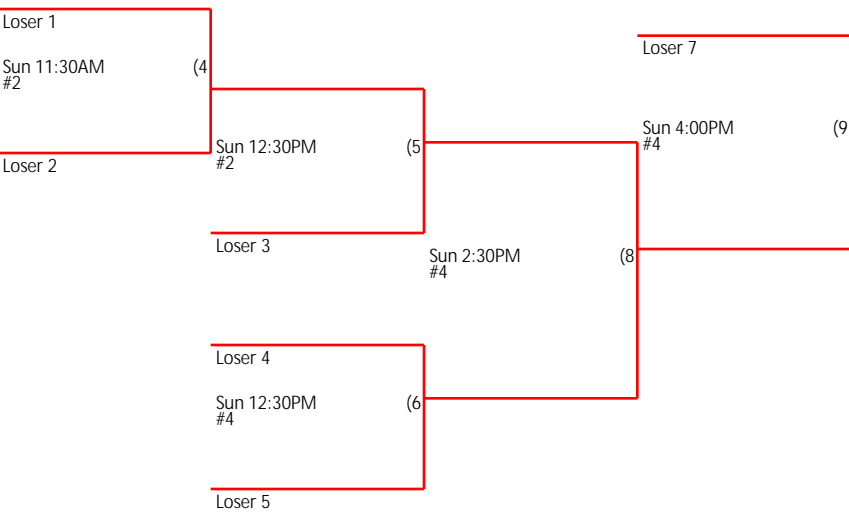 Loser 1
Sun 11:30AM (4
#2
Loser 2
Sun 12:30PM (5
#2
Loser 3
Loser 7
Sun 4:00PM (9
#4
Sun 2:30PM (8
#4
Loser 4
Sun 12:30PM (6
#4
Loser 5